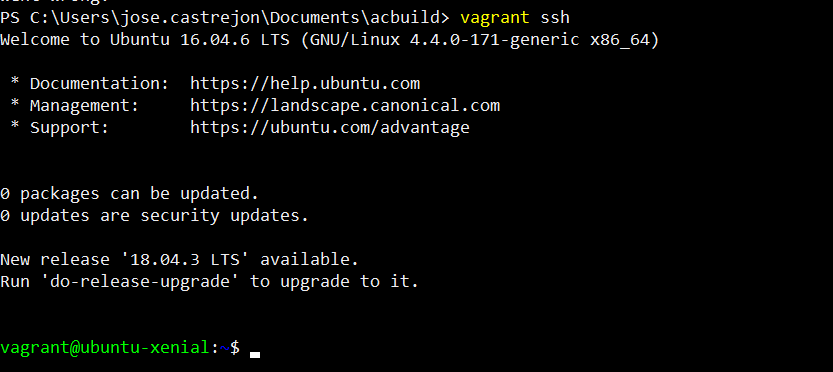 went wrong.
PS C:\Users\jose.castrejon\Documents\acbuild> vagrant ssh
Welcome to Ubuntu 16.04.6 LTS (GNU/Linux 4.4.0-171-generic x86_64)
* Documentation: https://help.ubuntu.com
* Management: https://landscape.canonical.com
* Support: https://ubuntu.com/advantage
0 packages can be updated.
0 updates are security updates.
New release '18.04.3 LTS' available.
Run 'do-release-upgrade' to upgrade to it.
vagrant@ubuntu-xenial:~$